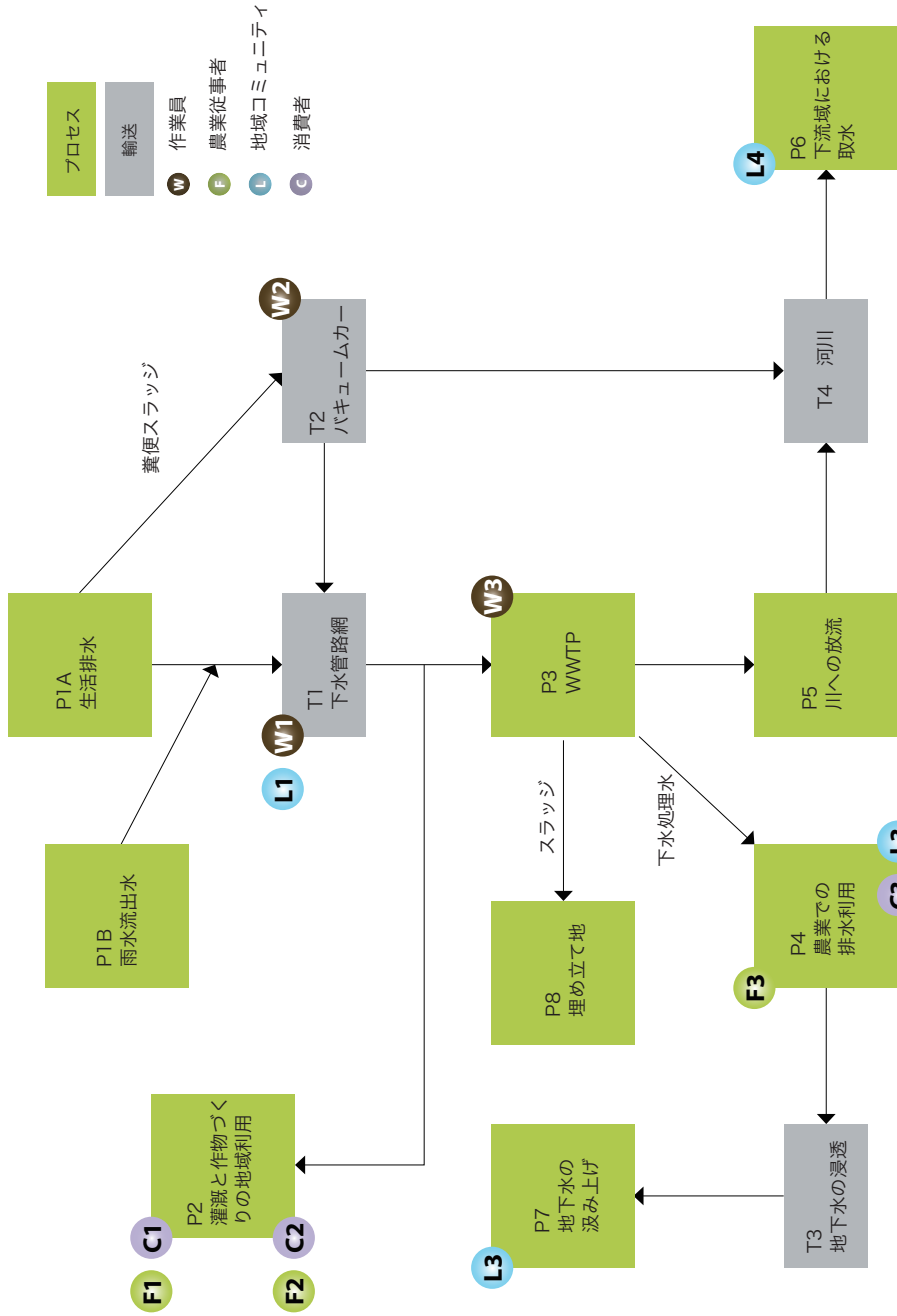 プロセス
輸送
W 作業員
F 農業従事者
L 地域コミュニティ
C 消費者
P1A
生活排水
糞便スラッジ
P1B
雨水流出水
W2
T2
バキュームカー
L1
W1
T1
下水管路網
F1
C1
P2
灌漑と作物づく
りの地域利用
F2
C2
W3
P3
WWTP
スラッジ
下水処理水
P8
埋め立て地
L3
P7
地下水の
汲み上げ
L4
P6
下流域における
取水
T4 河川
P5
川への放流
F3
P4
農業での
排水利用
T3
地下水の浸透